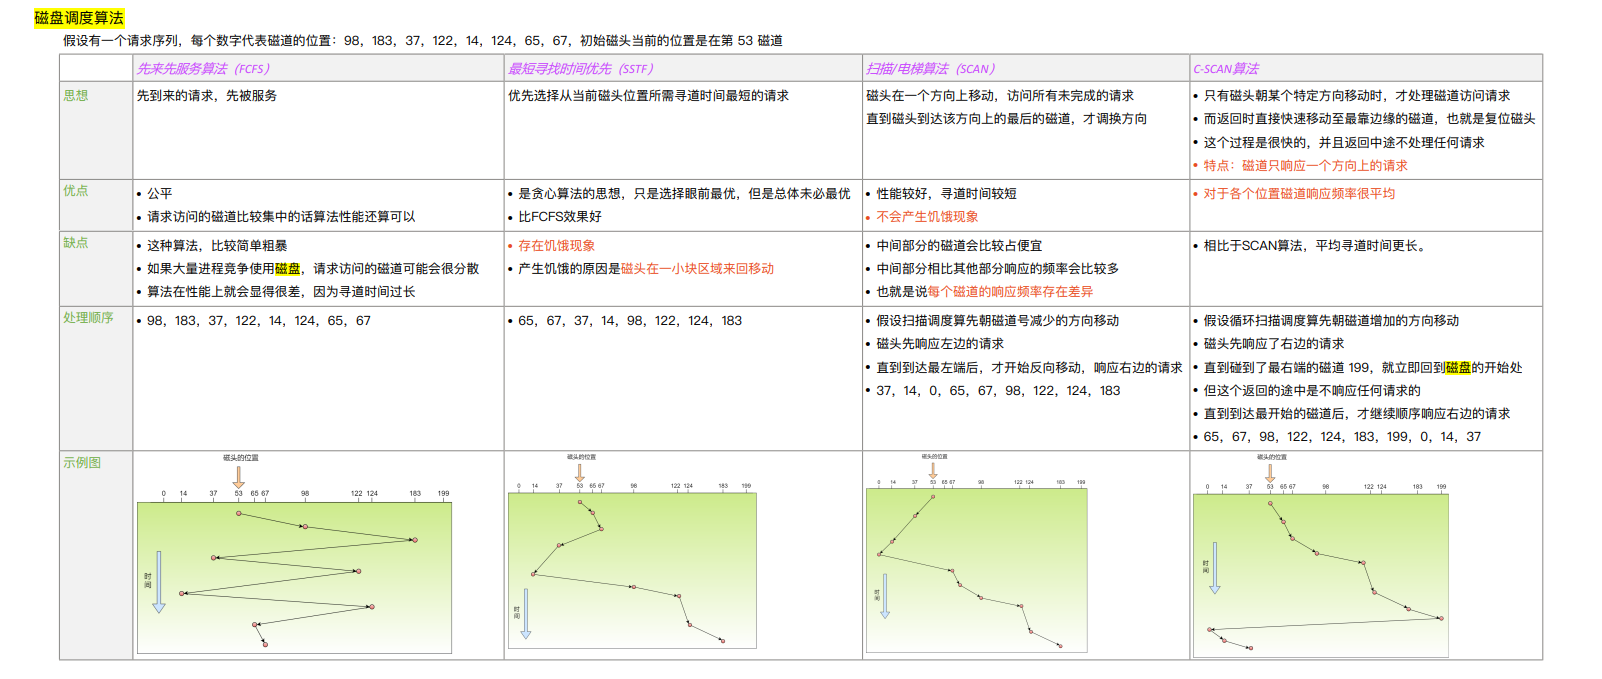 磁盘调度算法
假设有一个请求序列，每个数字代表磁道的位置：98，183，37，122，14，124，65，67，初始磁头当前的位置是在第 53 磁道
先来先服务算法（FCFS）
最短寻找时间优先（SSTF）
扫描/电梯算法（SCAN）
C-SCAN算法
思想
先到来的请求，先被服务
优先选择从当前磁头位置所需寻道时间最短的请求
磁头在一个方向上移动，访问所有未完成的请求
直到磁头到达该方向上的最后的磁道，才调换方向
• 只有磁头朝某个特定方向移动时，才处理磁道访问请求
• 而返回时直接快速移动至最靠边缘的磁道，也就是复位磁头
• 这个过程是很快的，并且返回中途不处理任何请求
• 特点：磁道只响应一个方向上的请求
优点
• 公平
• 请求访问的磁道比较集中的话算法性能还算可以
• 是贪心算法的思想，只是选择眼前最优，但是总体未必最优
• 比FCFS效果好
• 性能较好，寻道时间较短
• 不会产生饥饿现象
• 对于各个位置磁道响应频率很平均
缺点
• 这种算法，比较简单粗暴
• 如果大量进程竞争使用磁盘，请求访问的磁道可能会很分散
• 算法在性能上就会显得很差，因为寻道时间过长
• 存在饥饿现象
• 产生饥饿的原因是磁头在一小块区域来回移动
• 中间部分的磁道会比较占便宜
• 中间部分相比其他部分响应的频率会比较多
• 也就是说每个磁道的响应频率存在差异
• 相比于SCAN算法，平均寻道时间更长。
处理顺序
• 98，183，37，122，14，124，65，67
• 65，67，37，14，98，122，124，183
• 假设扫描调度算先朝磁道号减少的方向移动
• 磁头先响应左边的请求
• 直到到达最左端后，才开始反向移动，响应右边的请求
• 37，14，0，65，67，98，122，124，183
• 假设循环扫描调度算先朝磁道增加的方向移动
• 磁头先响应了右边的请求
• 直到碰到了最右端的磁道 199，就立即回到磁盘的开始处
• 但这个返回的途中是不响应任何请求的
• 直到到达最开始的磁道后，才继续顺序响应右边的请求
• 65，67，98，122，124，183，199，0，14，37
示例图
磁头的位置
0 14 37 53 65 67 98 122 124 183 199
时间
磁头的位置
0 14 37 53 65 67 98 122 124 183 199
时间
磁头的位置
0 14 37 53 65 67 98 122 124 183 199
时间
磁头的位置
0 14 37 53 65 67 98 122 124 183 199
时间